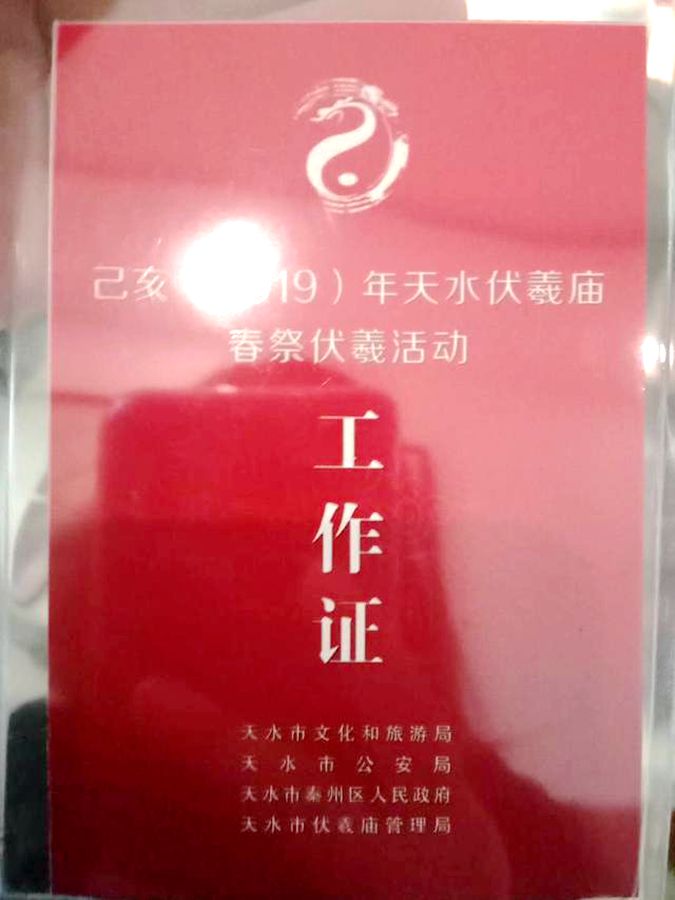 己亥 19）年天水伏羲庙
春祭伏羲活动
工
作
证
天水市文化和旅游局
天水市公安局
天水市秦州区人民政府
天水市伏羲庙管理局